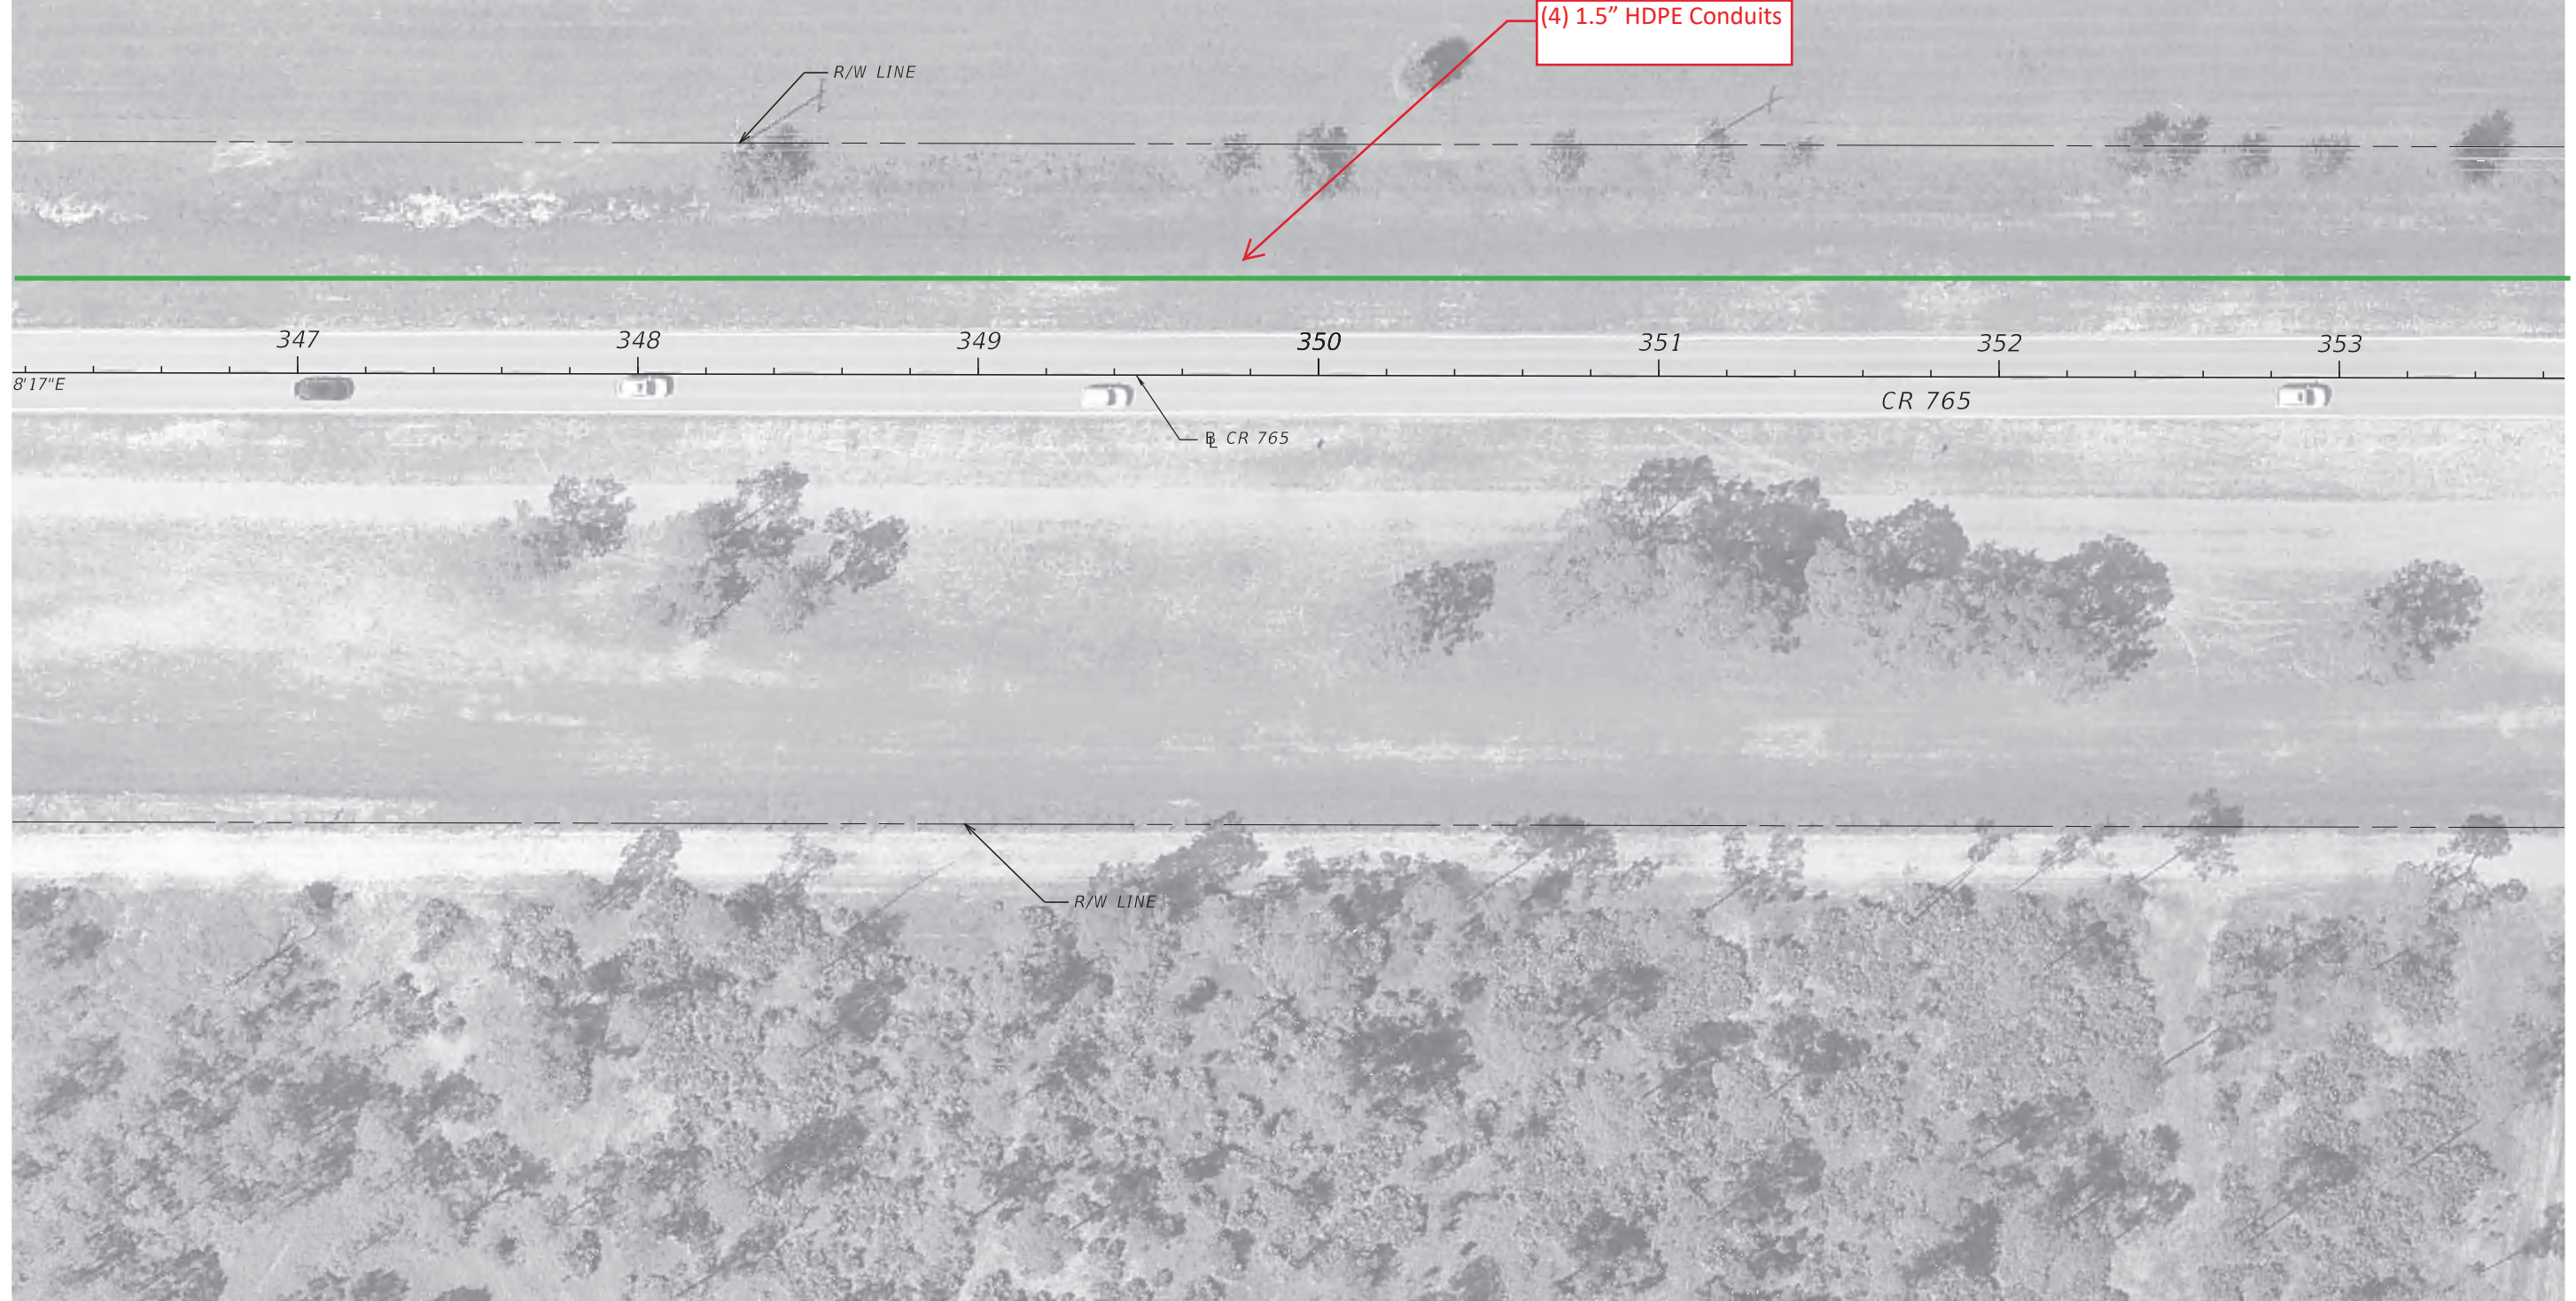 (4) 1.5” HDPE Conduits
R/W LINE
347 348 349 350 351 352 353
8'17"E
CR 765
BL CR 765
R/W LINE